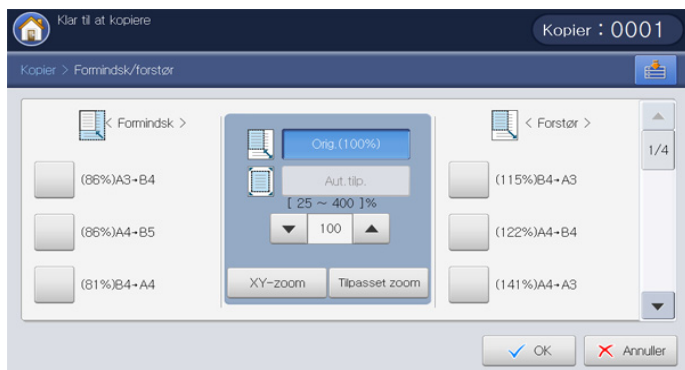 Klar til at kopiere
Kopier : 0001
Kopier > Formindsk/forstør
< Formindsk >
(86%)A3→B4
(86%)A4→B5
(81%)B4→A4
Orig.(100%)
Aut.tilp.
[ 25 ~ 400 ]%
100
XY-zoom
Tilpasset zoom
< Forstør >
(115%)B4→A3
(122%)A4→B4
(141%)A4→A3
1/4
OK
Annuller